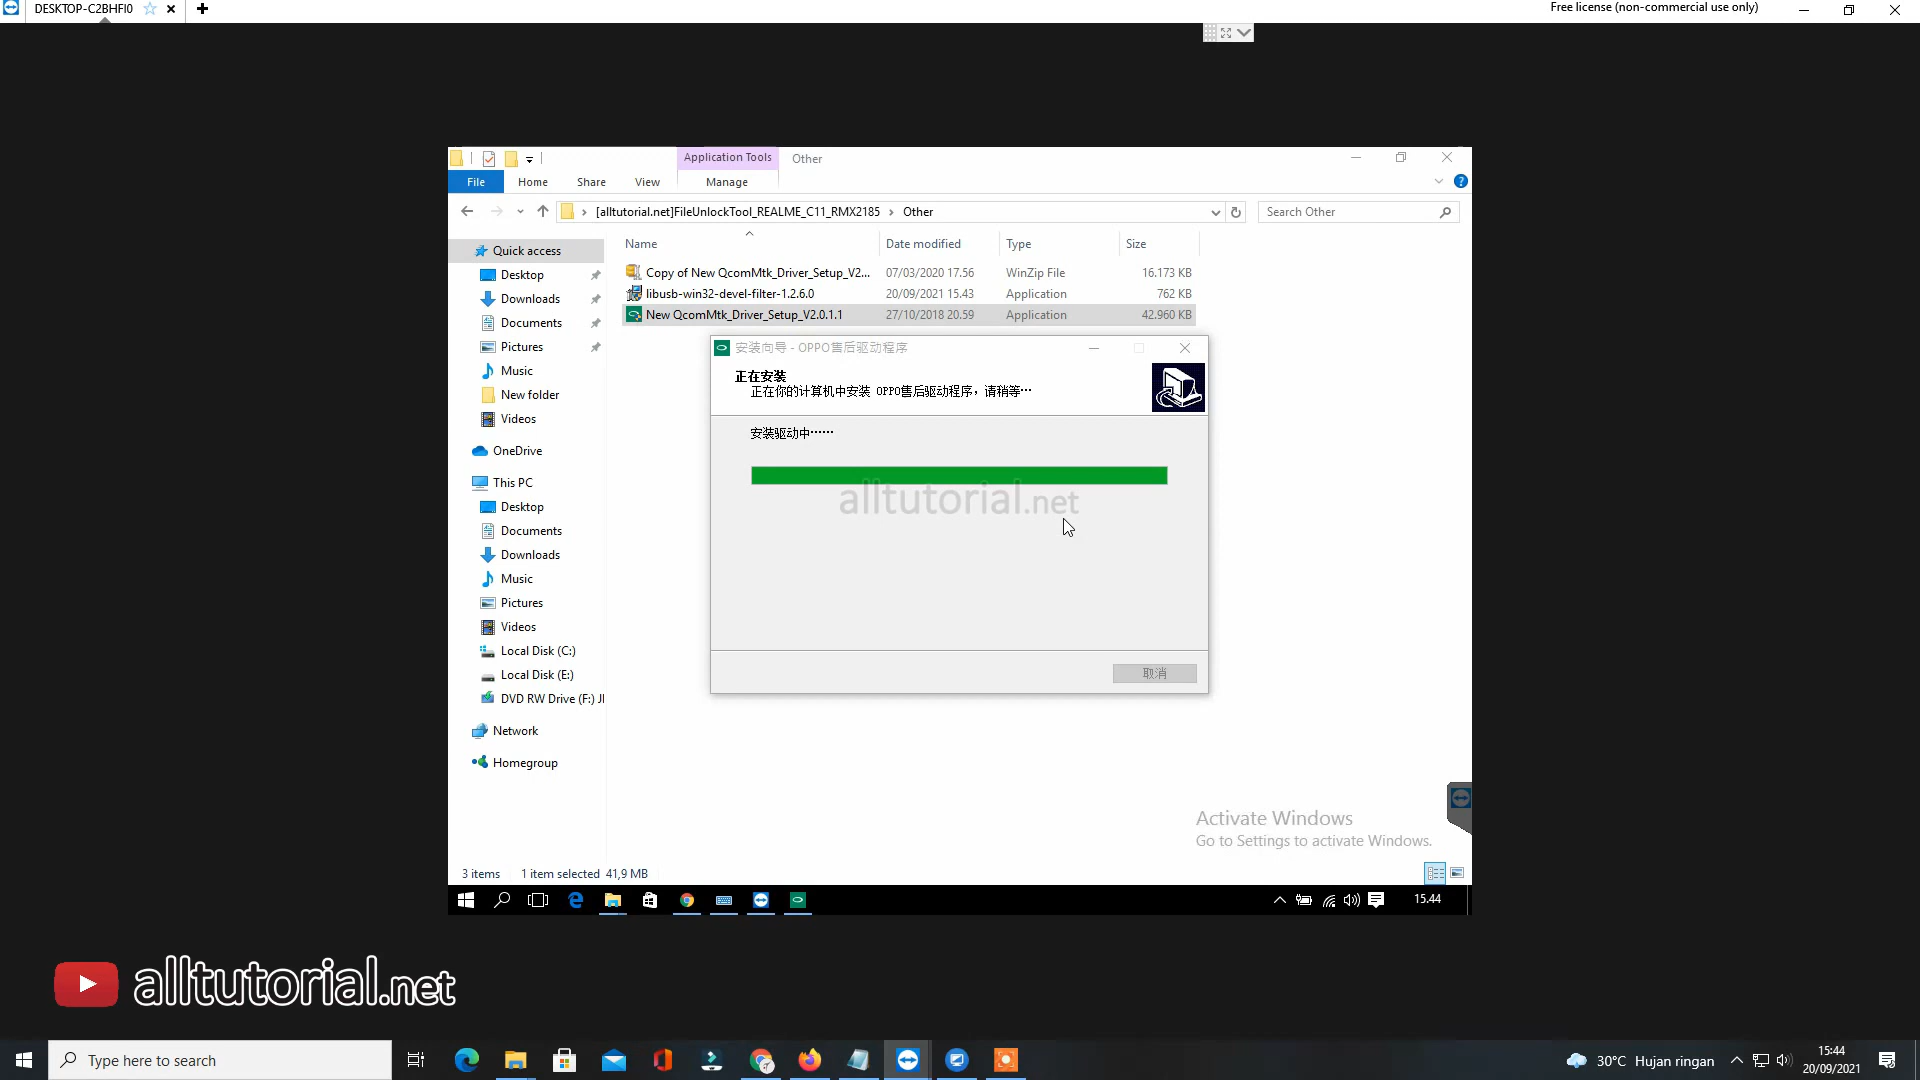 DESKTOP-C2BHFI0
Free license (non-commercial use only)
Application Tools
Other
File
Home
Share
View
Manage
[alltutorial.net]FileUnlockTool_REALME_C11_RMX2185 > Other
Search Other
Name
Date modified
Type
Size
Copy of New QcomMtk_Driver_Setup_V2...
07/03/2020 17.56
WinZip File
16.173 KB
libusb-win32-devel-filter-1.2.6.0
20/09/2021 15.43
Application
762 KB
New QcomMtk_Driver_Setup_V2.0.1.1
27/10/2018 20.59
Application
42.960 KB
Quick access
Desktop
Downloads
Documents
Pictures
Music
New folder
Videos
OneDrive
This PC
Desktop
Documents
Downloads
Music
Pictures
Videos
Local Disk (C:)
Local Disk (E:)
DVD RW Drive (F:) JI
Network
Homegroup
安装向导 - OPPO售后驱动程序
正在安装
正在你的计算机中安装 OPPO售后驱动程序，请稍等…
安装驱动中……
alltutorial.net
取消
Activate Windows
Go to Settings to activate Windows.
3 items
1 item selected 41,9 MB
15.44
alltutorial.net
Type here to search
30°C Hujan ringan
15:44
20/09/2021